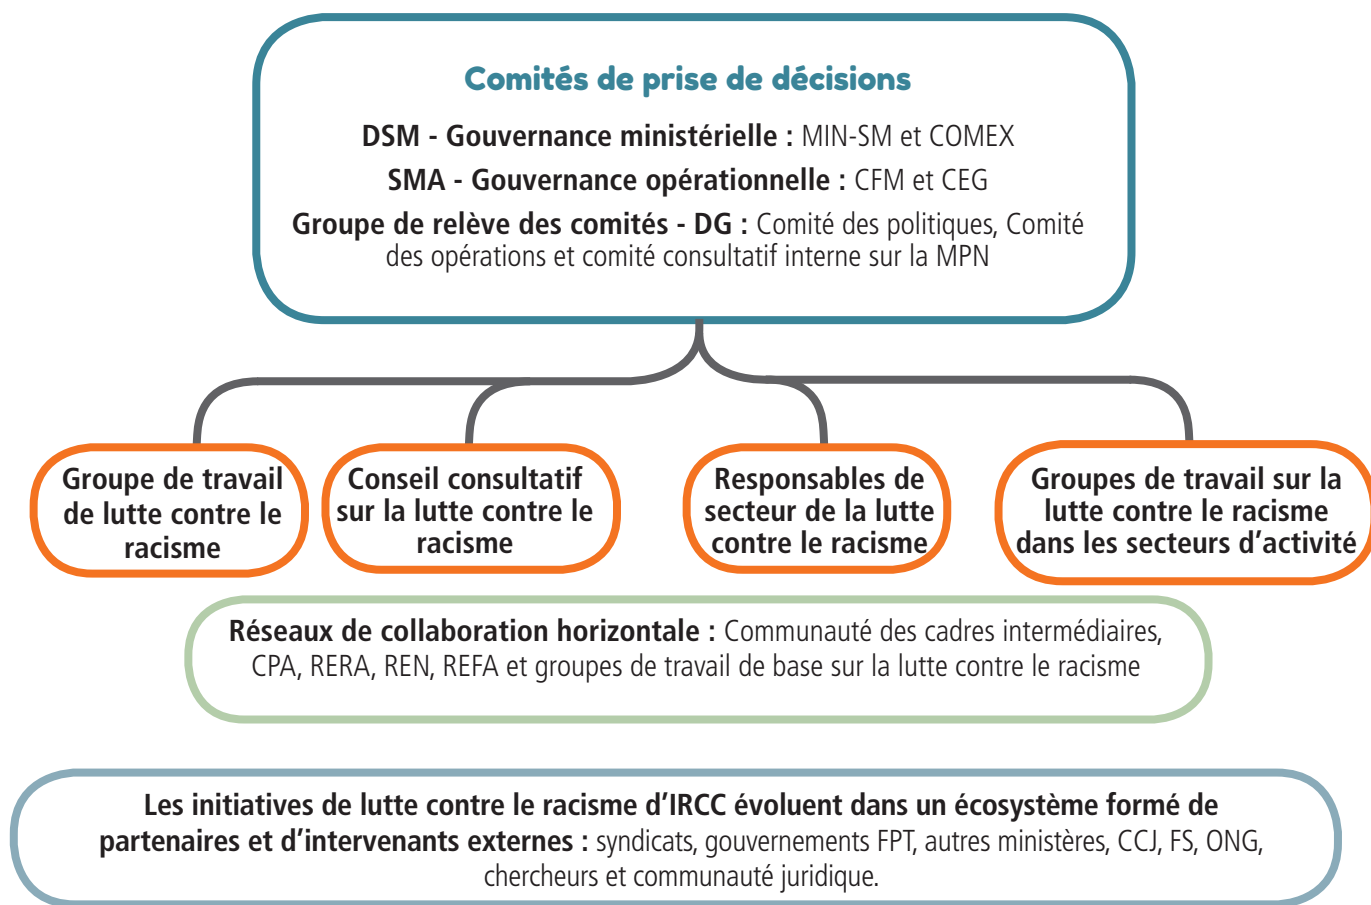 Comités de prise de décisions
DSM - Gouvernance ministérielle : MIN-SM et COMEX
SMA - Gouvernance opérationnelle : CFM et CEG
Groupe de relève des comités - DG : Comité des politiques, Comité
des opérations et comité consultatif interne sur la MPN
Groupe de travail
de lutte contre le
racisme
Conseil consultatif
sur la lutte contre le
racisme
Responsables de
secteur de la lutte
contre le racisme
Groupes de travail sur la
lutte contre le racisme
dans les secteurs d’activité
Réseaux de collaboration horizontale : Communauté des cadres intermédiaires,
CPA, RERA, REN, REFA et groupes de travail de base sur la lutte contre le racisme
Les initiatives de lutte contre le racisme d’IRCC évoluent dans un écosystème formé de
partenaires et d’intervenants externes : syndicats, gouvernements FPT, autres ministères, CCJ, FS, ONG,
chercheurs et communauté juridique.